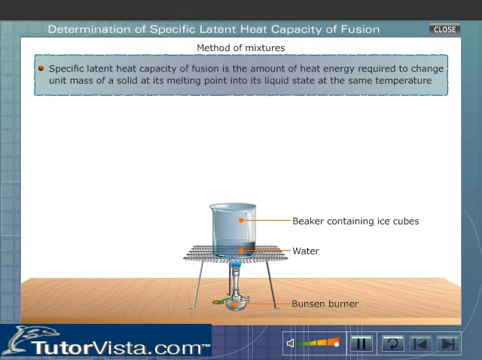 Determination of Specific Latent Heat Capacity of Fusion
CLOSE
Method of mixtures
Specific latent heat capacity of fusion is the amount of heat energy required to change
unit mass of a solid at its melting point into its liquid state at the same temperature
Beaker containing ice cubes
Water
Bunsen burner
TutorVista.com™